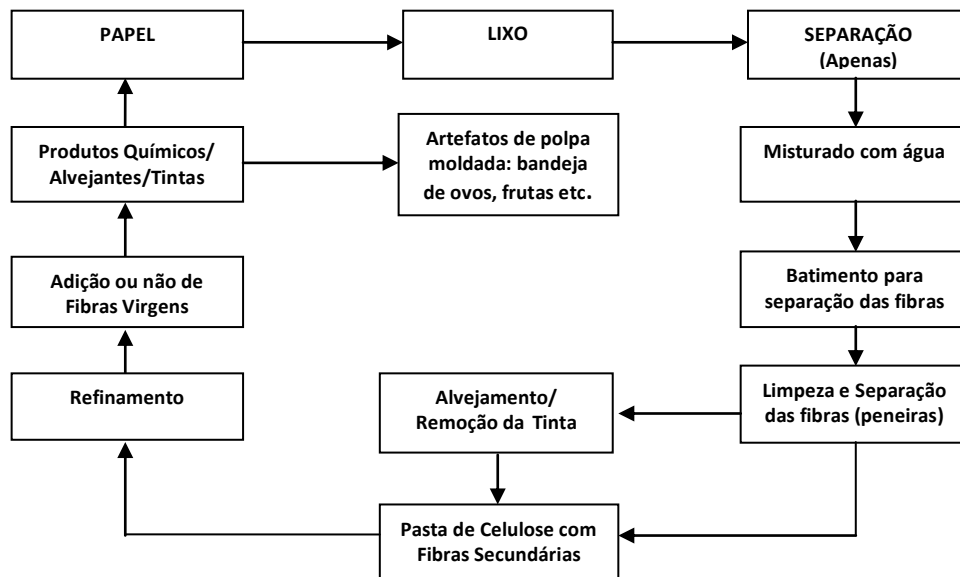 PAPEL
LIXO
SEPARAÇÃO
(Apenas)
Produtos Químicos/
Alvejantes/Tintas
Artefatos de polpa
moldada: bandeja
de ovos, frutas etc.
Misturado com água
Adição ou não de
Fibras Virgens
Batimento para
separação das fibras
Refinamento
Alvejamento/
Remoção da Tinta
Limpeza e Separação
das fibras (peneiras)
Pasta de Celulose com
Fibras Secundárias